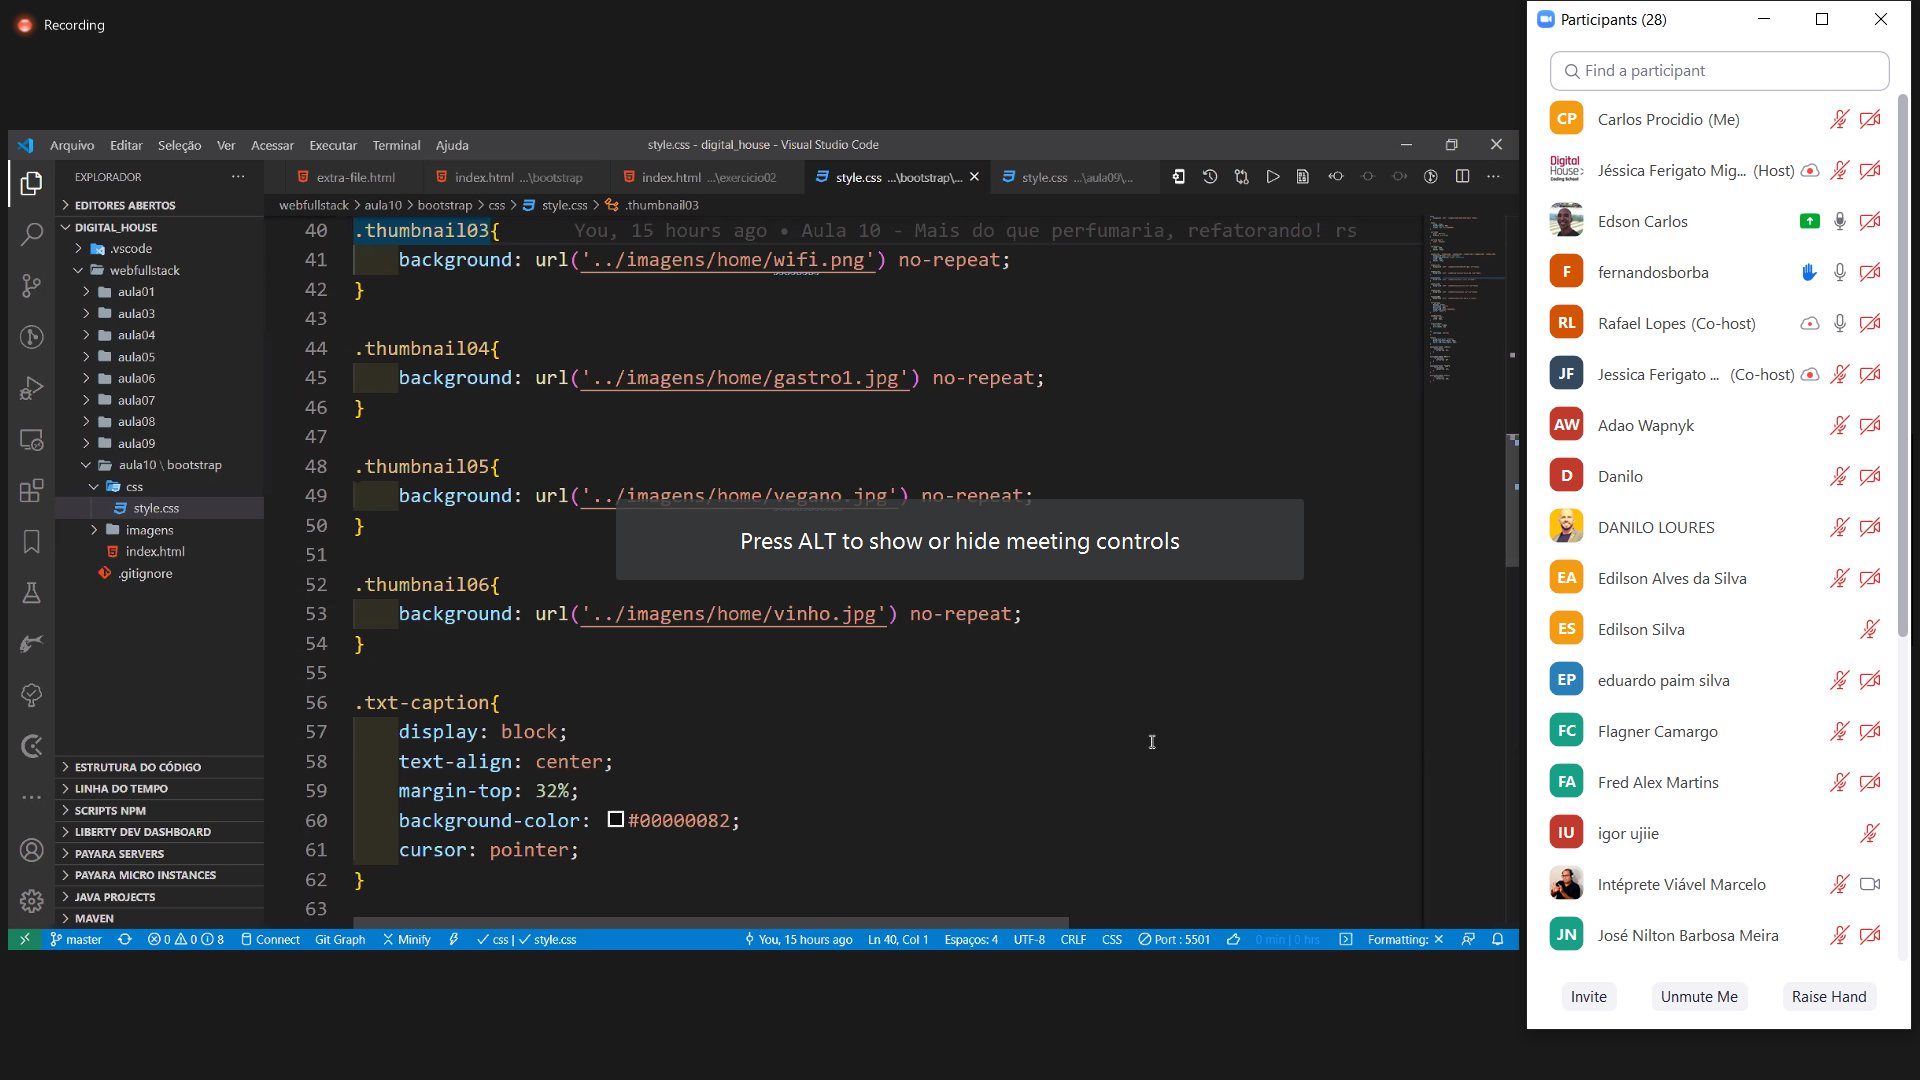 Recording
Arquivo Editar Seleção Ver Acessar Executar Terminal Ajuda
style.css - digital_house - Visual Studio Code
EXPLORADOR
extra-file.html
index.html ...\bootstrap
index.html ...\exercicio02
style.css ...\bootstrap\...
style.css ...\aula09\...
webfullstack > aula10 > bootstrap > css > style.css > .thumbnail03
EDITORES ABERTOS
DIGITAL_HOUSE
.vscode
webfullstack
aula01
aula03
aula04
aula05
aula06
aula07
aula08
aula09
aula10 \ bootstrap
css
style.css
imagens
index.html
.gitignore
ESTRUTURA DO CÓDIGO
LINHA DO TEMPO
SCRIPTS NPM
LIBERTY DEV DASHBOARD
PAYARA SERVERS
PAYARA MICRO INSTANCES
JAVA PROJECTS
MAVEN
40 .thumbnail03{ You, 15 hours ago • Aula 10 - Mais do que perfumaria, refatorando! rs
41 background: url('../imagens/home/wifi.png') no-repeat;
42 }
43
44 .thumbnail04{
45 background: url('../imagens/home/gastro1.jpg') no-repeat;
46 }
47
48 .thumbnail05{
49 background: url('../imagens/home/vegano.jpg') no-repeat;
50 }
51
52 .thumbnail06{
53 background: url('../imagens/home/vinho.jpg') no-repeat;
54 }
55
56 .txt-caption{
57 display: block;
58 text-align: center;
59 margin-top: 32%;
60 background-color: #00000082;
61 cursor: pointer;
62 }
63
Press ALT to show or hide meeting controls
master 0 0 8 Connect Git Graph Minify css | style.css You, 15 hours ago Ln 40, Col 1 Espaços: 4 UTF-8 CRLF CSS Port : 5501 0 min | 0 hrs Formatting: ×
Participants (28)
Find a participant
CP Carlos Procidio (Me)
Digital House> Coding School Jéssica Ferigato Mig... (Host)
Edson Carlos
F fernandosborba
RL Rafael Lopes (Co-host)
JF Jessica Ferigato ... (Co-host)
AW Adao Wapnyk
D Danilo
DANILO LOURES
EA Edilson Alves da Silva
ES Edilson Silva
EP eduardo paim silva
FC Flagner Camargo
FA Fred Alex Martins
IU igor ujiie
Intéprete Viável Marcelo
JN José Nilton Barbosa Meira
Invite Unmute Me Raise Hand